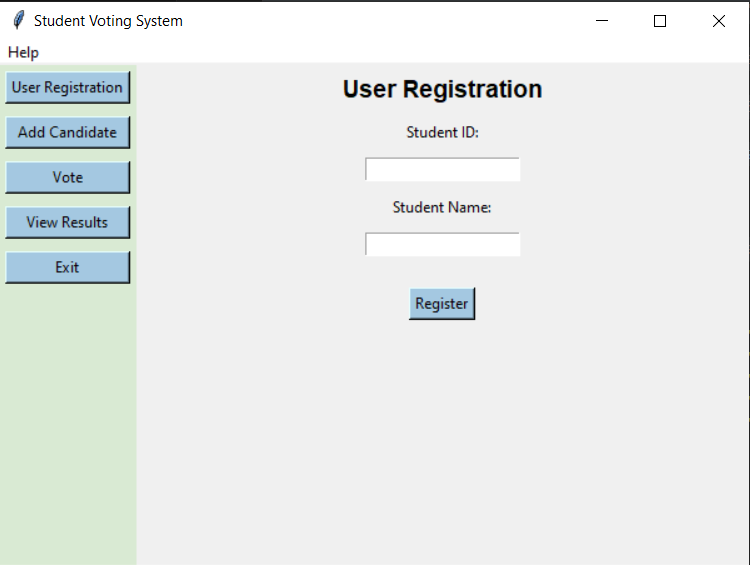 Student Voting System
Help
User Registration
Add Candidate
Vote
View Results
Exit
User Registration
Student ID:
Student Name:
Register